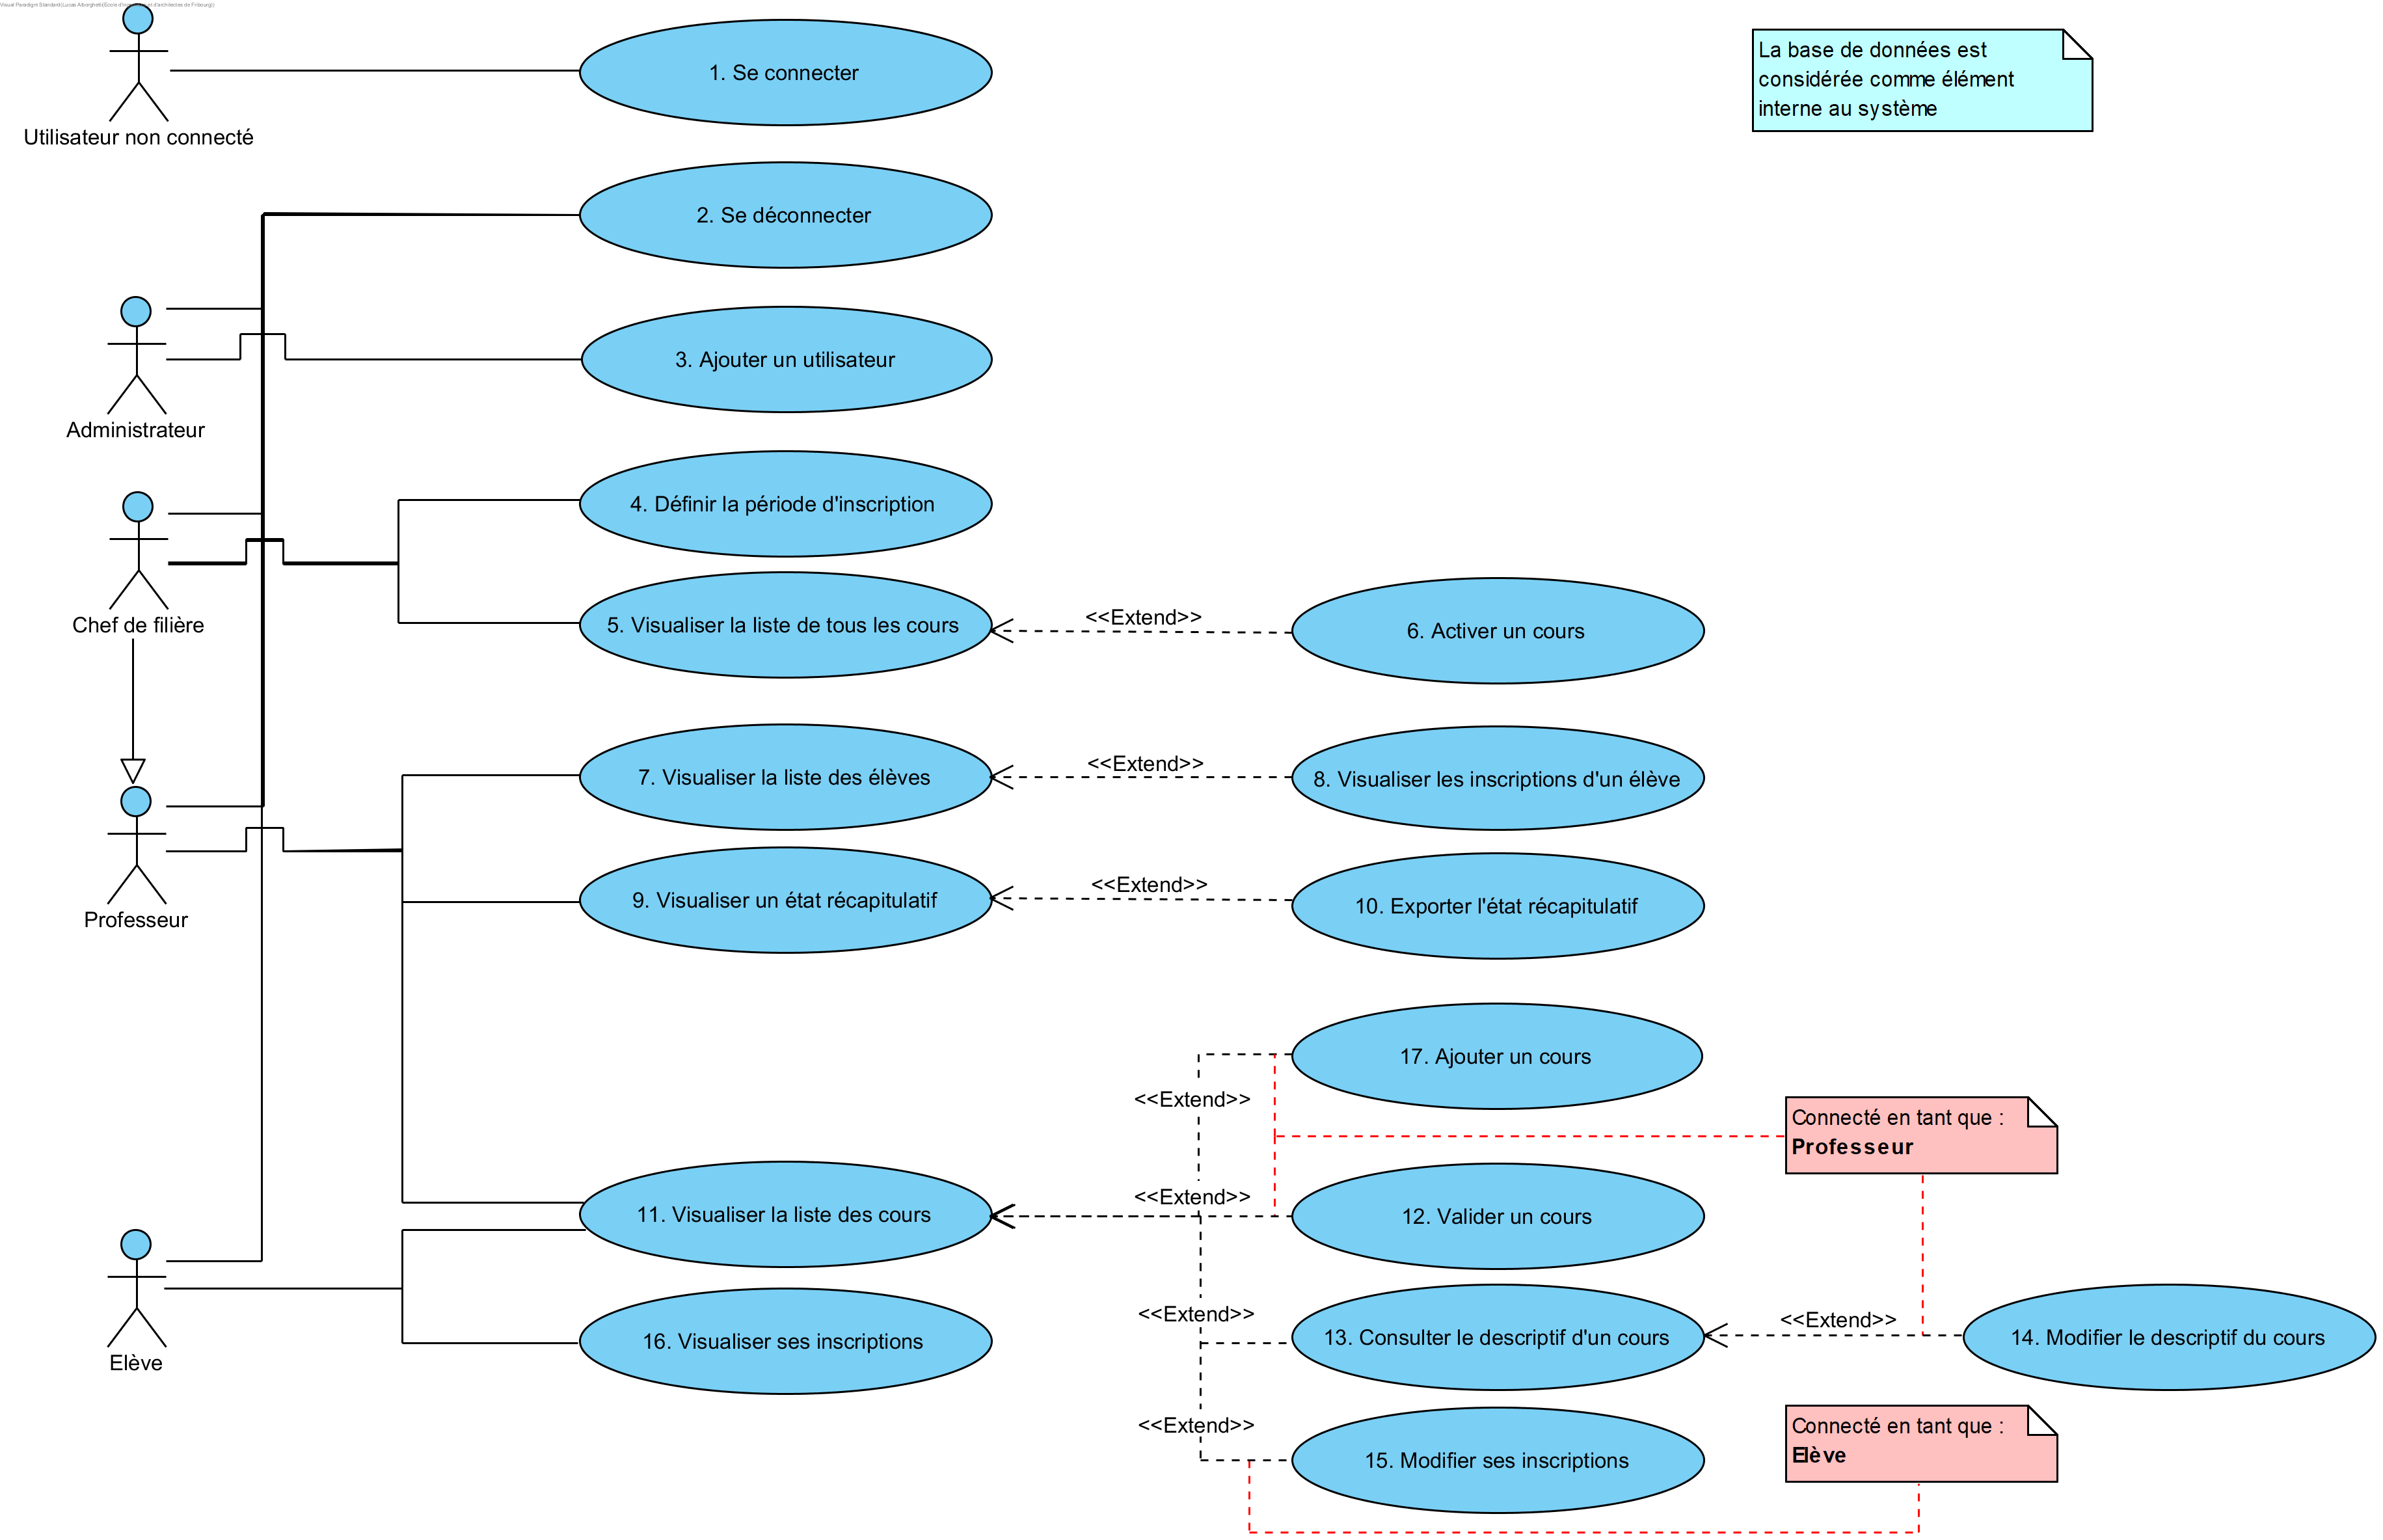 Visual Paradigm Standard(Lucas Alborghetti(Ecole d'ingénieurs et d'architectes de Fribourg))
Utilisateur non connecté
1. Se connecter
La base de données est
considérée comme élément
interne au système
2. Se déconnecter
Administrateur
3. Ajouter un utilisateur
Chef de filière
4. Définir la période d'inscription
5. Visualiser la liste de tous les cours
<<Extend>>
6. Activer un cours
Professeur
7. Visualiser la liste des élèves
<<Extend>>
8. Visualiser les inscriptions d'un élève
9. Visualiser un état récapitulatif
<<Extend>>
10. Exporter l'état récapitulatif
17. Ajouter un cours
<<Extend>>
Connecté en tant que :
Professeur
11. Visualiser la liste des cours
<<Extend>>
12. Valider un cours
Elève
16. Visualiser ses inscriptions
<<Extend>>
13. Consulter le descriptif d'un cours
<<Extend>>
14. Modifier le descriptif du cours
<<Extend>>
15. Modifier ses inscriptions
Connecté en tant que :
Elève